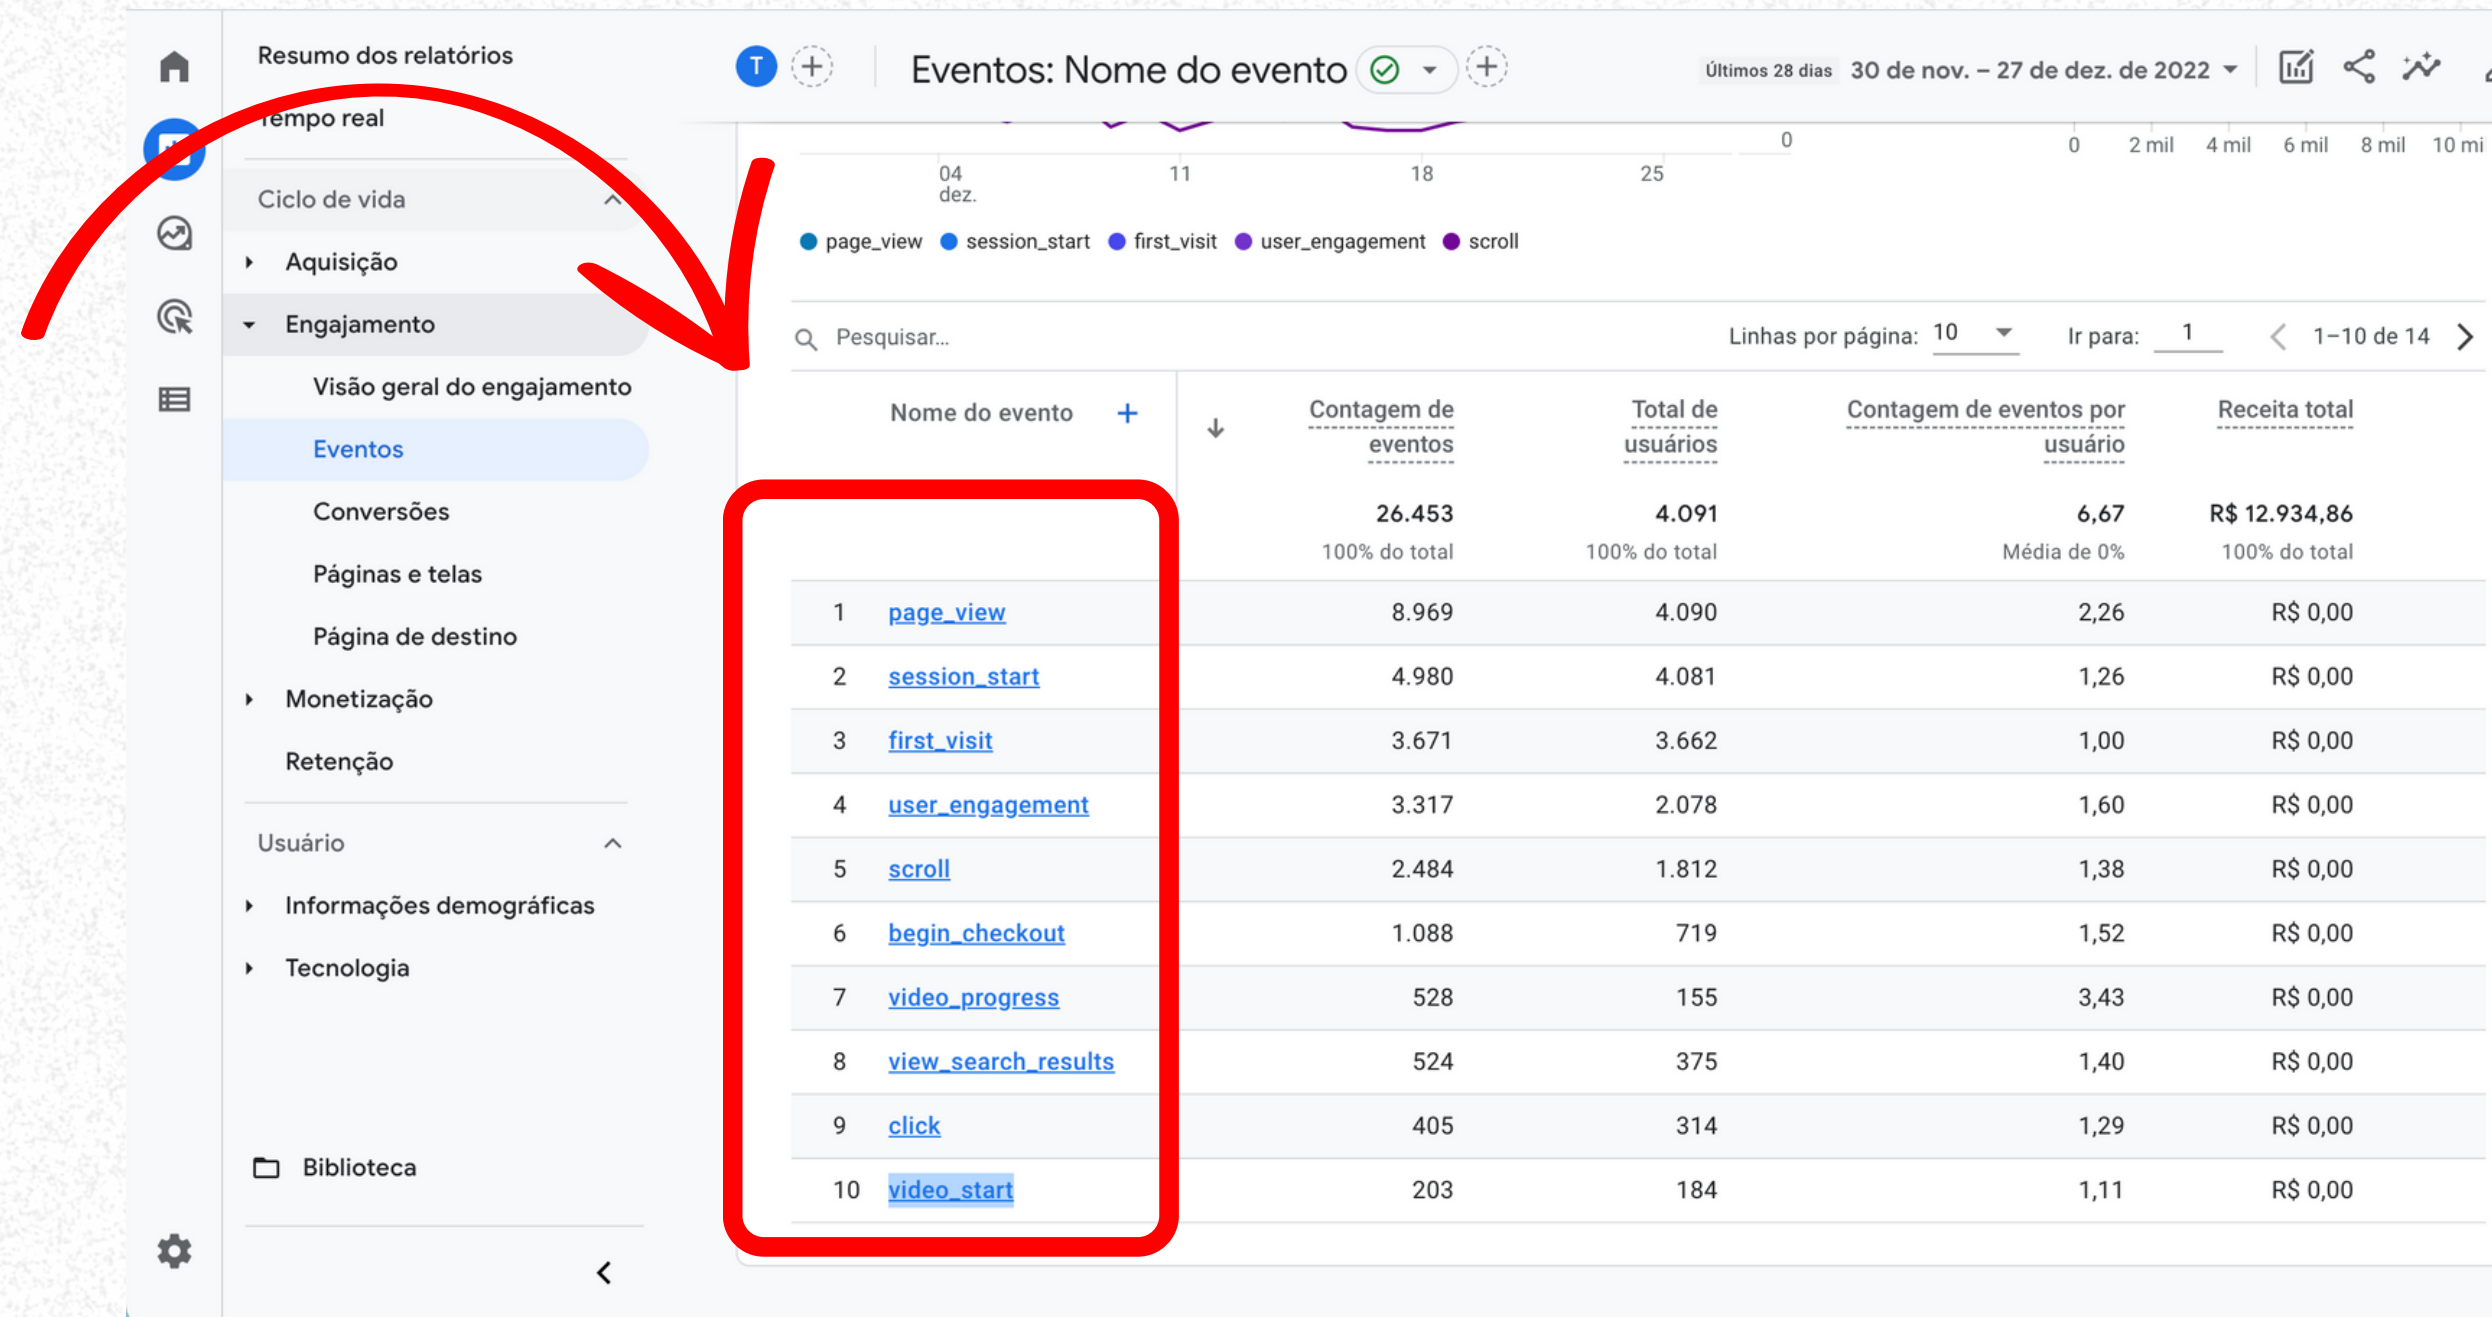 Resumo dos relatórios
Tempo real
Ciclo de vida
Aquisição
Engajamento
Visão geral do engajamento
Eventos
Conversões
Páginas e telas
Página de destino
Monetização
Retenção
Usuário
Informações demográficas
Tecnologia
Biblioteca
T
Eventos: Nome do evento
Últimos 28 dias 30 de nov. – 27 de dez. de 2022
04 11 18 25
dez.
0
0 2 mil 4 mil 6 mil 8 mil 10 mi
page_view session_start first_visit user_engagement scroll
Pesquisar... Linhas por página: 10 Ir para: 1 1–10 de 14
Nome do evento + Contagem de eventos Total de usuários Contagem de eventos por usuário Receita total
26.453 4.091 6,67 R$ 12.934,86
100% do total 100% do total Média de 0% 100% do total
1 page_view 8.969 4.090 2,26 R$ 0,00
2 session_start 4.980 4.081 1,26 R$ 0,00
3 first_visit 3.671 3.662 1,00 R$ 0,00
4 user_engagement 3.317 2.078 1,60 R$ 0,00
5 scroll 2.484 1.812 1,38 R$ 0,00
6 begin_checkout 1.088 719 1,52 R$ 0,00
7 video_progress 528 155 3,43 R$ 0,00
8 view_search_results 524 375 1,40 R$ 0,00
9 click 405 314 1,29 R$ 0,00
10 video_start 203 184 1,11 R$ 0,00